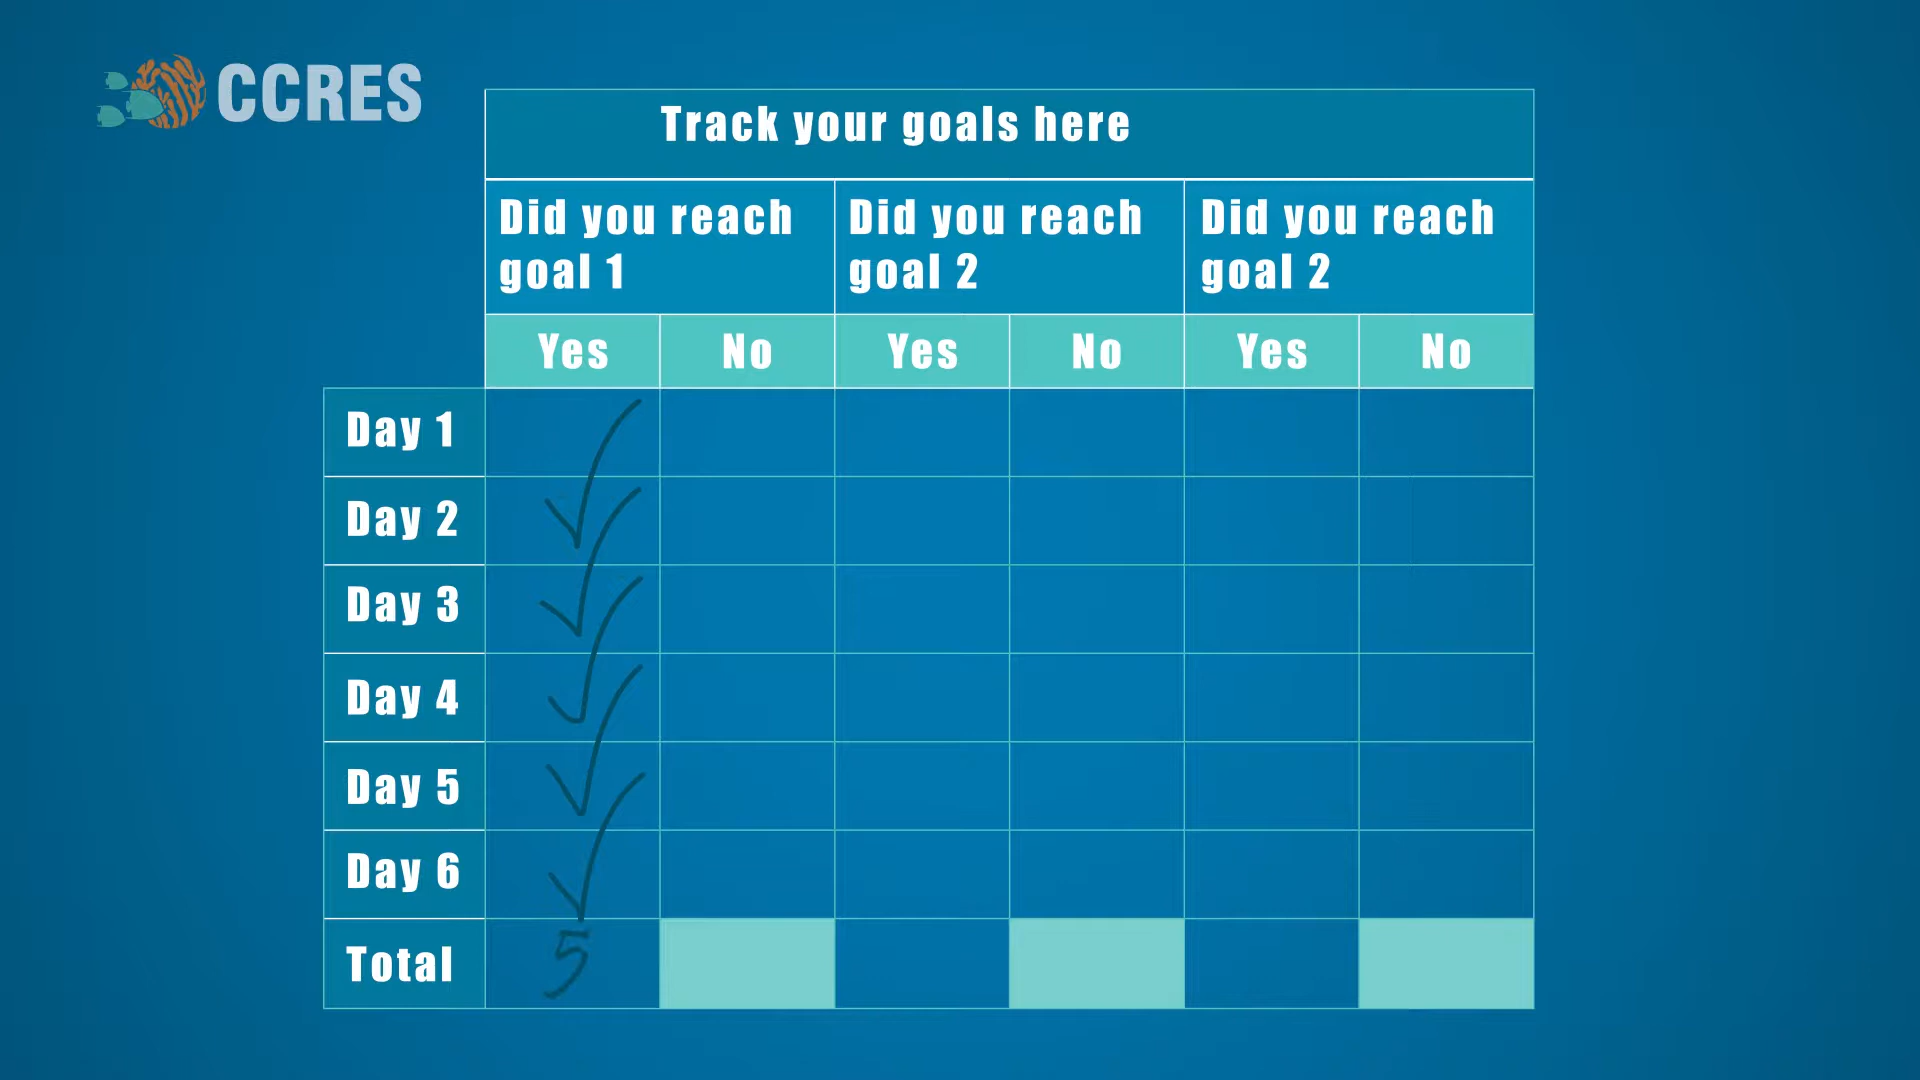 CCRES
Track your goals here
Did you reach
goal 1
Did you reach
goal 2
Did you reach
goal 2
Yes No Yes No Yes No
Day 1
Day 2
Day 3
Day 4
Day 5
Day 6
Total 5